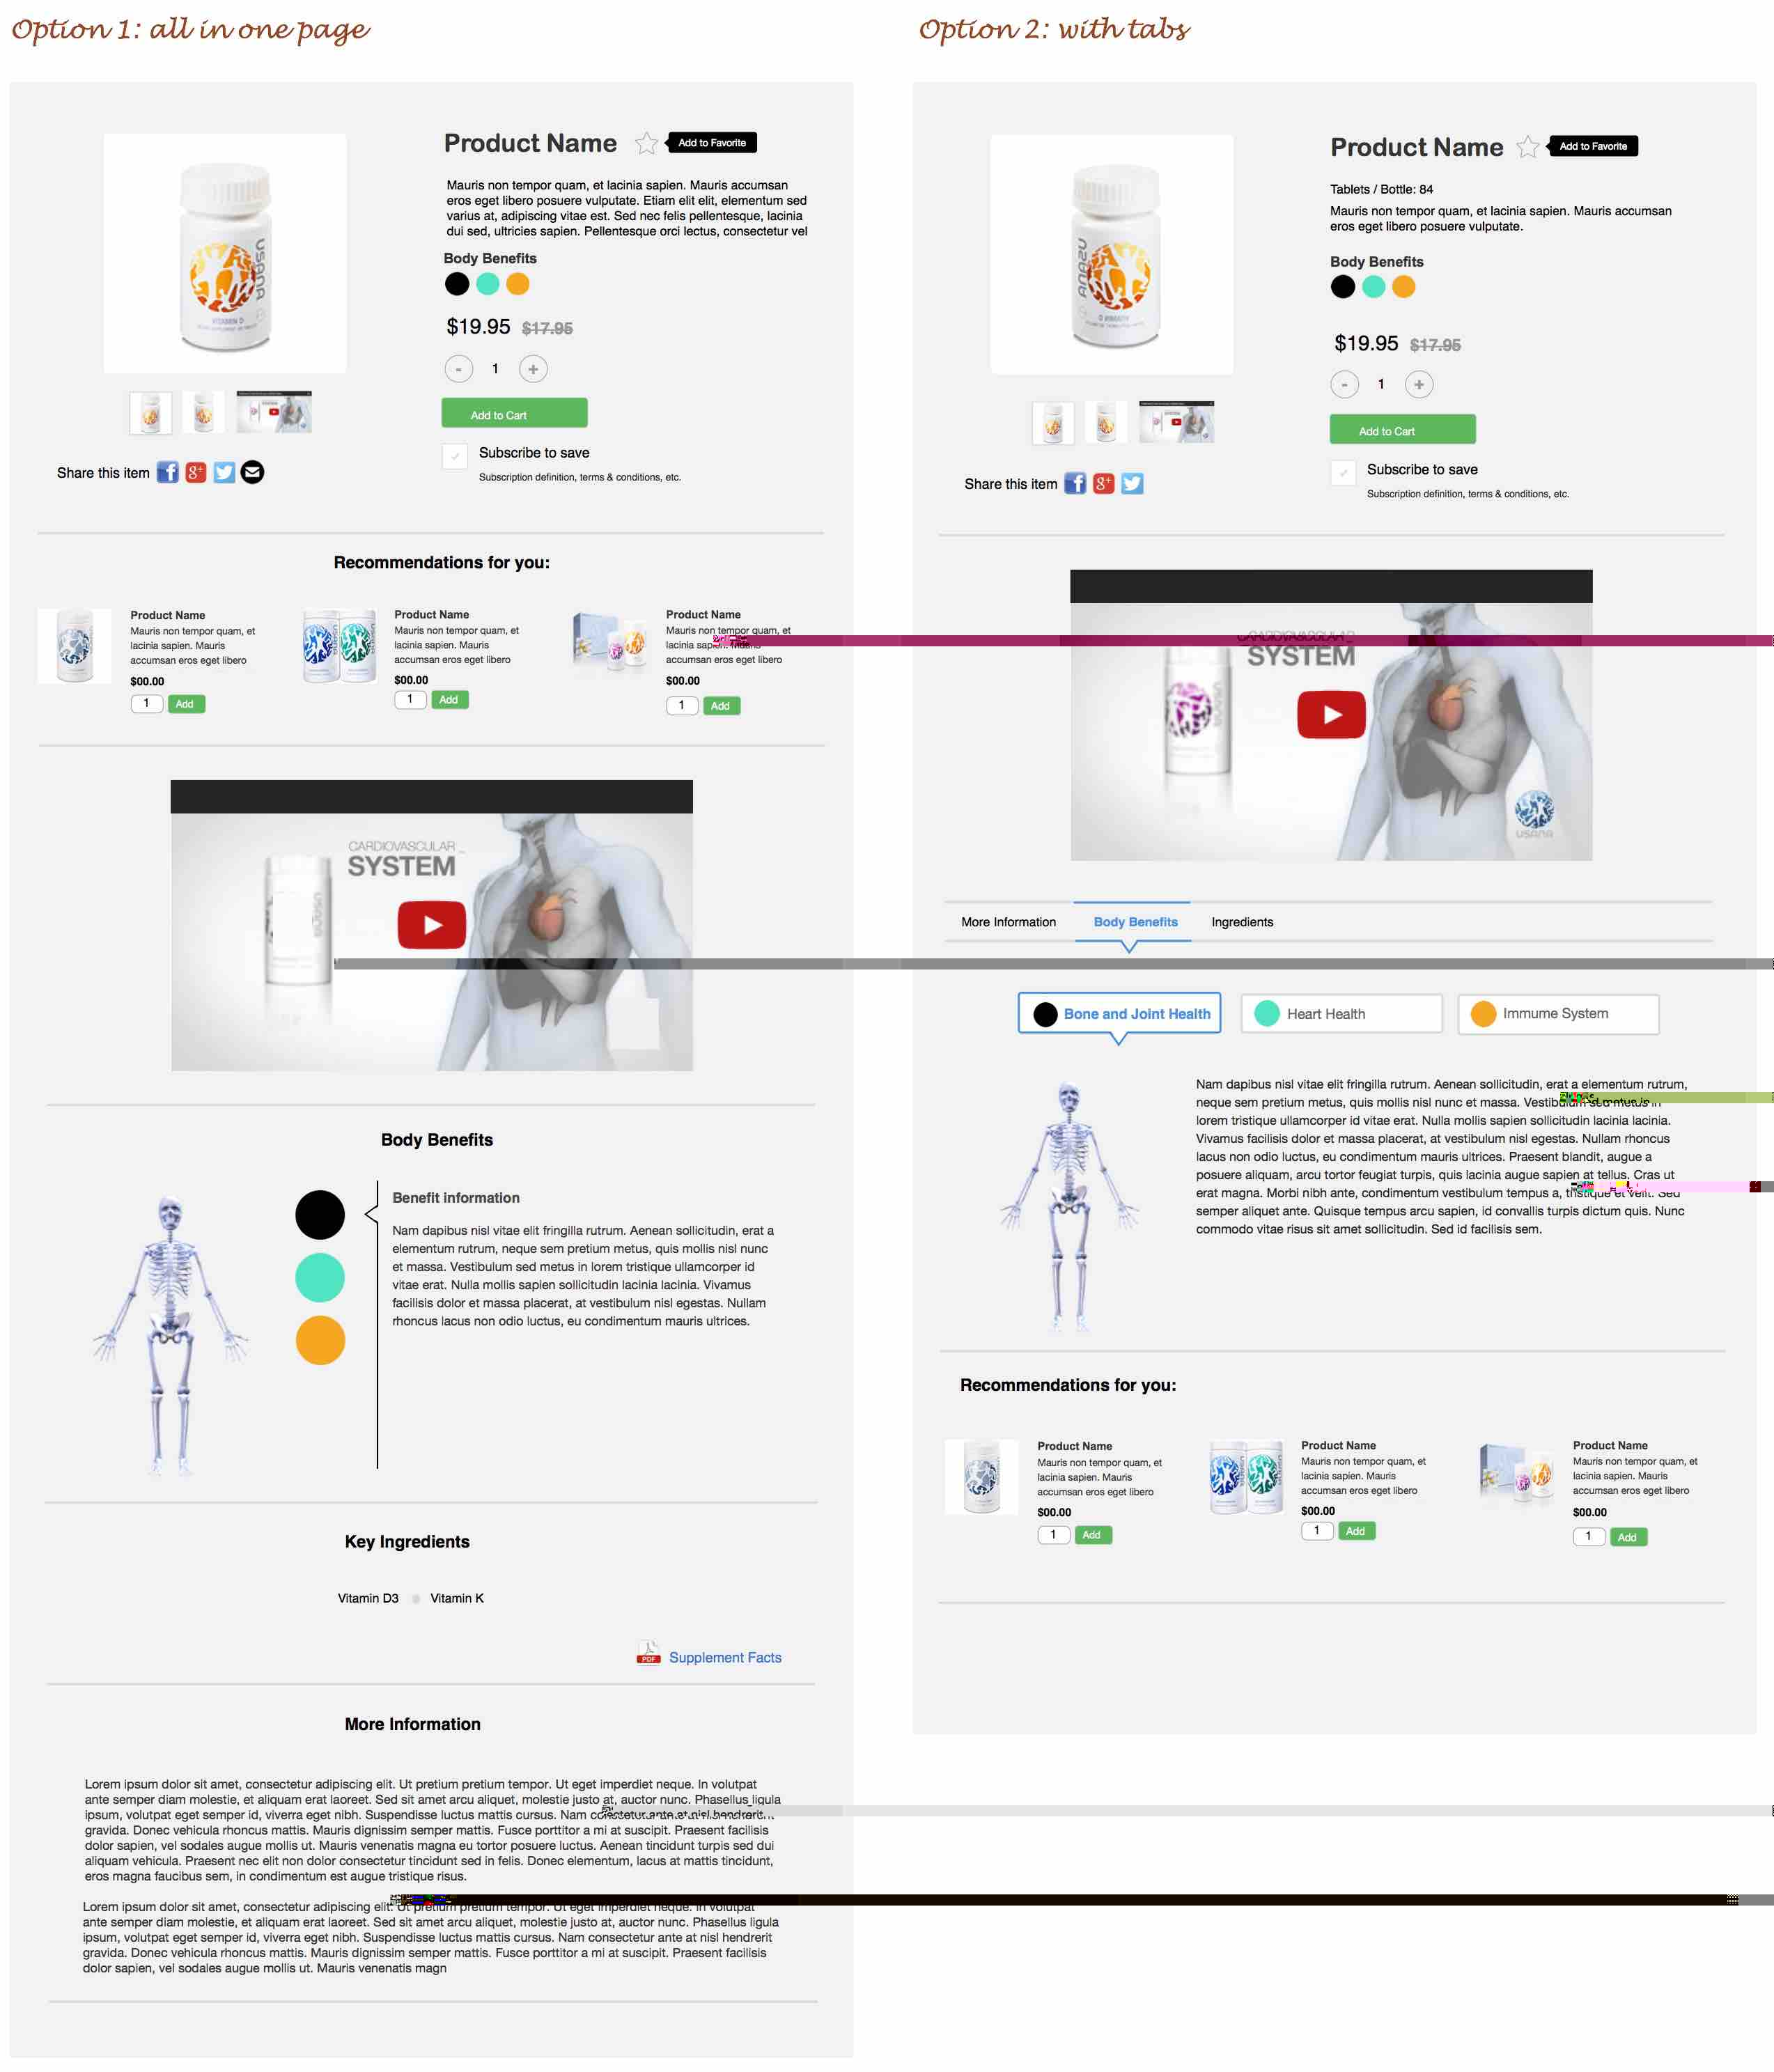 Option 1: all in one page
Product Name
Add to Favorite
Mauris non tempor quam, et lacinia sapien. Mauris accumsan
eros eget libero posuere vulputate. Etiam elit elit, elementum sed
varius at, adipiscing vitae est. Sed nec felis pellentesque, lacinia
dui sed, ultricies sapien. Pellentesque orci lectus, consectetur vel
Body Benefits
$19.95 $17.95
- 1 +
Add to Cart
Subscribe to save
Subscription definition, terms & conditions, etc.
USANA
VITAMIN D
Share this item
Recommendations for you:
Product Name
Mauris non tempor quam, et
lacinia sapien. Mauris
accumsan eros eget libero
$00.00
1 Add
Product Name
Mauris non tempor quam, et
lacinia sapien. Mauris
accumsan eros eget libero
$00.00
1 Add
Product Name
Mauris non tempor quam, et
lacinia
accumsan eros eget libero
$00.00
1 Add
CARDIOVASCULAR
SYSTEM
USANA
Body Benefits
Benefit information
Nam dapibus nisl vitae elit fringilla rutrum. Aenean sollicitudin, erat a
elementum rutrum, neque sem pretium metus, quis mollis nisl nunc
et massa. Vestibulum sed metus in lorem tristique ullamcorper id
vitae erat. Nulla mollis sapien sollicitudin lacinia lacinia. Vivamus
facilisis dolor et massa placerat, at vestibulum nisl egestas. Nullam
rhoncus lacus non odio luctus, eu condimentum mauris ultrices.
Key Ingredients
Vitamin D3 Vitamin K
PDF Supplement Facts
More Information
Lorem ipsum dolor sit amet, consectetur adipiscing elit. Ut pretium pretium tempor. Ut eget imperdiet neque. In volutpat
ante semper diam molestie, et aliquam erat laoreet. Sed sit amet arcu aliquet, molestie justo at, auctor nunc. Phasellus ligula
ipsum, volutpat eget semper id, viverra eget nibh. Suspendisse luctus mattis cursus. Nam
gravida. Donec vehicula rhoncus mattis. Mauris dignissim semper mattis. Fusce porttitor a mi at suscipit. Praesent facilisis
dolor sapien, vel sodales augue mollis ut. Mauris venenatis magna eu tortor posuere luctus. Aenean tincidunt turpis sed dui
aliquam vehicula. Praesent nec elit non dolor consectetur tincidunt sed in felis. Donec elementum, lacus at mattis tincidunt,
eros magna faucibus sem, in condimentum est augue tristique risus.
Lorem ipsum dolor sit amet, consectetur adipiscing elit. Ut pretium pretium tempor. Ut eget imperdiet neque. In volutpat
ante semper diam molestie, et aliquam erat laoreet. Sed sit amet arcu aliquet, molestie justo at, auctor nunc. Phasellus ligula
ipsum, volutpat eget semper id, viverra eget nibh. Suspendisse luctus mattis cursus. Nam consectetur ante at nisl hendrerit
gravida. Donec vehicula rhoncus mattis. Mauris dignissim semper mattis. Fusce porttitor a mi at suscipit. Praesent facilisis
dolor sapien, vel sodales augue mollis ut. Mauris venenatis magn
Option 2: with tabs
Product Name
Add to Favorite
Tablets / Bottle: 84
Mauris non tempor quam, et lacinia sapien. Mauris accumsan
eros eget libero posuere vulputate.
Body Benefits
$19.95 $17.95
- 1 +
Add to Cart
Subscribe to save
Subscription definition, terms & conditions, etc.
USANA
Share this item
CARDIOVASCULAR
SYSTEM
USANA
More Information
Body Benefits
Ingredients
Bone and Joint Health
Heart Health
Immume System
Nam dapibus nisl vitae elit fringilla rutrum. Aenean sollicitudin, erat a elementum rutrum,
neque sem pretium metus, quis mollis nisl nunc et massa. Vestibulum sed metus in
lorem tristique ullamcorper id vitae erat. Nulla mollis sapien sollicitudin lacinia lacinia.
Vivamus facilisis dolor et massa placerat, at vestibulum nisl egestas. Nullam rhoncus
lacus non odio luctus, eu condimentum mauris ultrices. Praesent blandit, augue a
posuere aliquam, arcu tortor feugiat turpis, quis lacinia augue sapien at tellus. Cras ut
erat magna. Morbi nibh ante, condimentum vestibulum tempus a, tristique et velit. Sed
semper aliquet ante. Quisque tempus arcu sapien, id convallis turpis dictum quis. Nunc
commodo vitae risus sit amet sollicitudin. Sed id facilisis sem.
Recommendations for you:
Product Name
Mauris non tempor quam, et
lacinia sapien. Mauris
accumsan eros eget libero
$00.00
1 Add
Product Name
Mauris non tempor quam, et
lacinia sapien. Mauris
accumsan eros eget libero
$00.00
1 Add
Product Name
Mauris non tempor quam, et
lacinia sapien. Mauris
accumsan eros eget libero
$00.00
1 Add